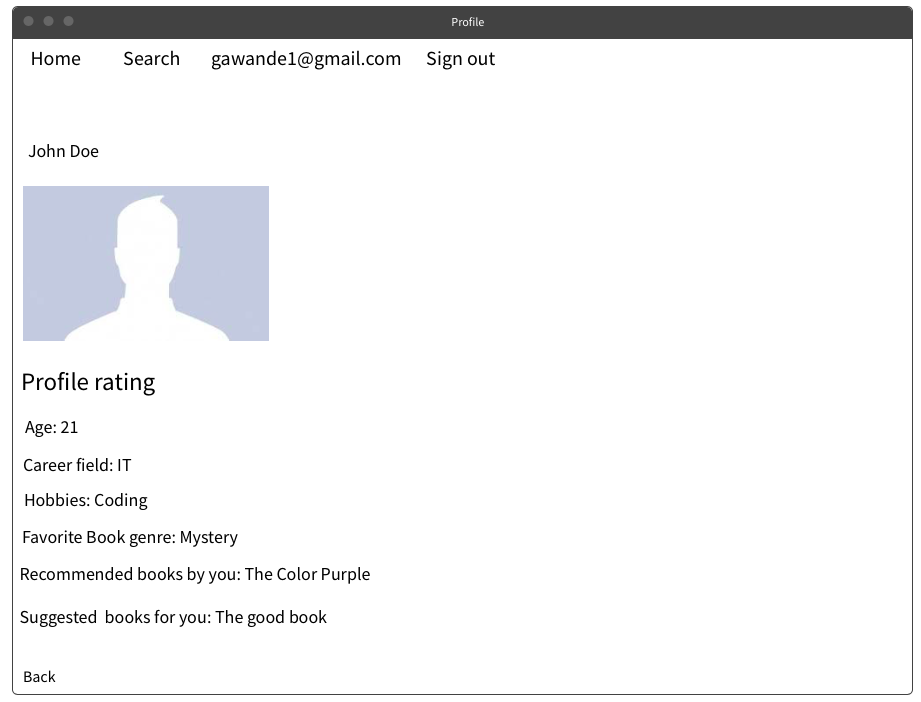 Profile
Home Search gawande1@gmail.com Sign out
John Doe
Profile rating
Age: 21
Career field: IT
Hobbies: Coding
Favorite Book genre: Mystery
Recommended books by you: The Color Purple
Suggested  books for you: The good book
Back